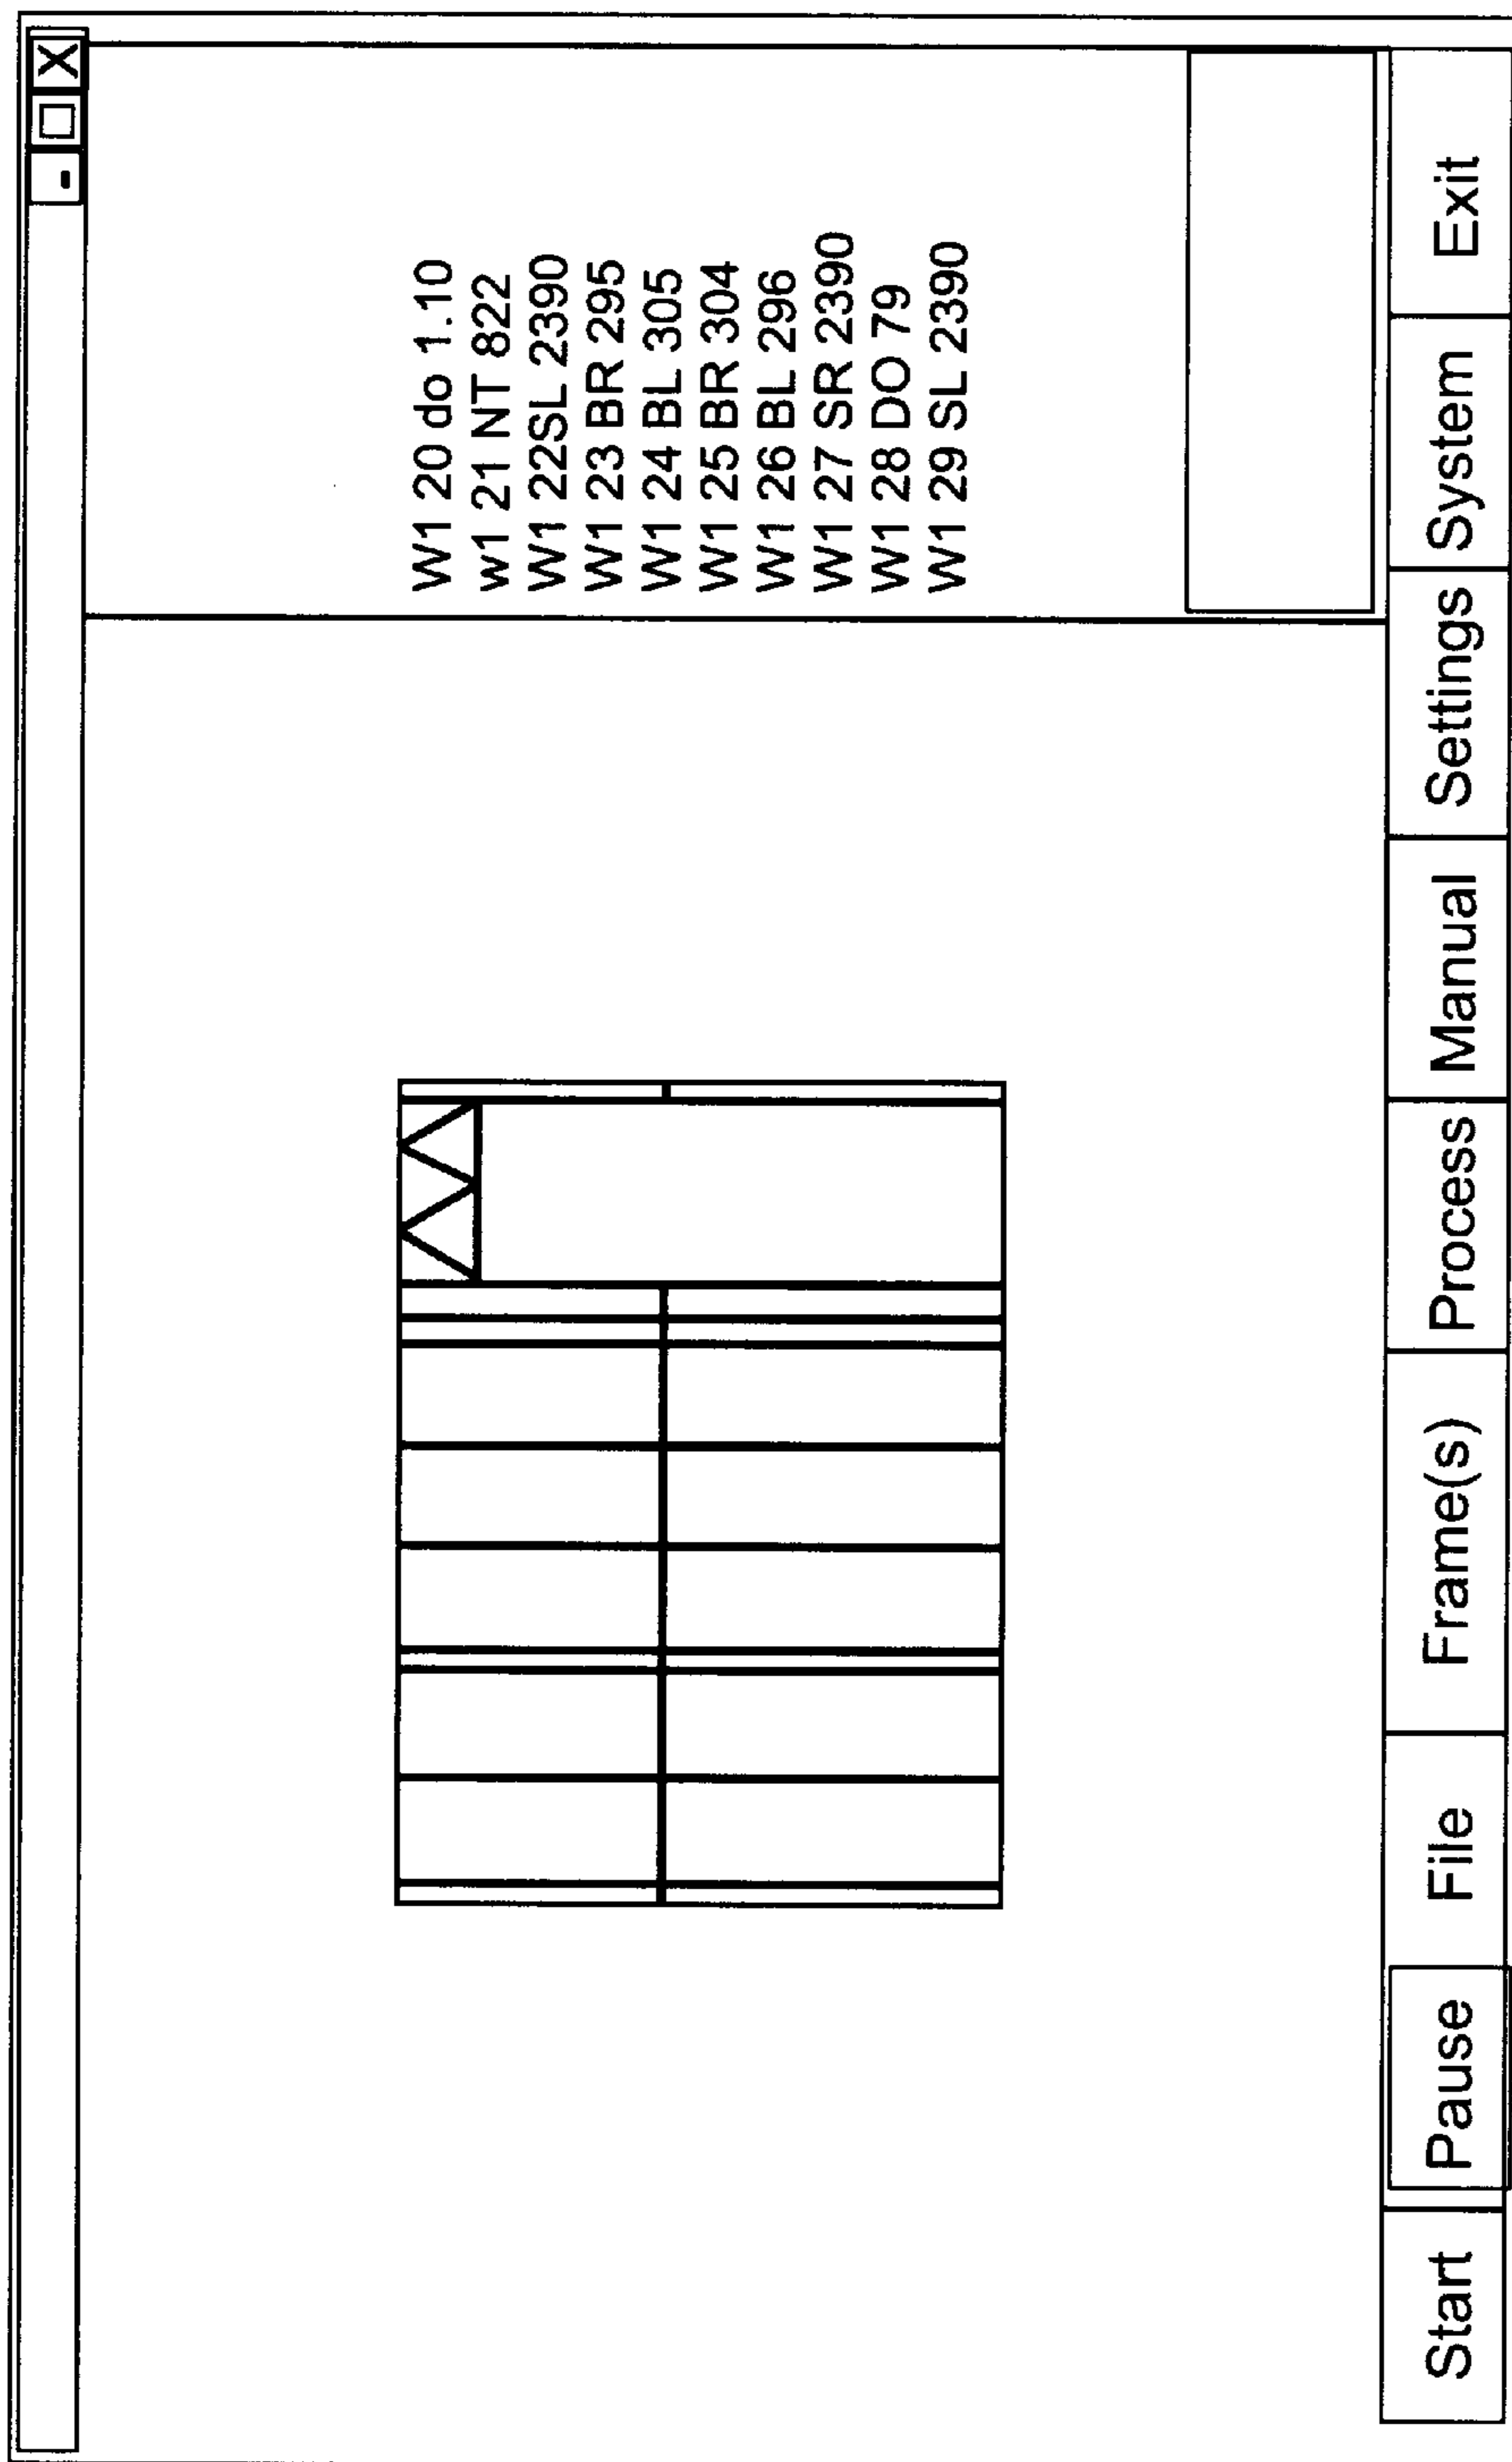 - □ X
W1 20 do 1.10
w1 21 NT 822
W1 22SL 2390
W1 23 BR 295
W1 24 BL 305
W1 25 BR 304
W1 26 BL 296
W1 27 SR 2390
W1 28 DO 79
W1 29 SL 2390
Start Pause File Frame(s) Process Manual Settings System Exit